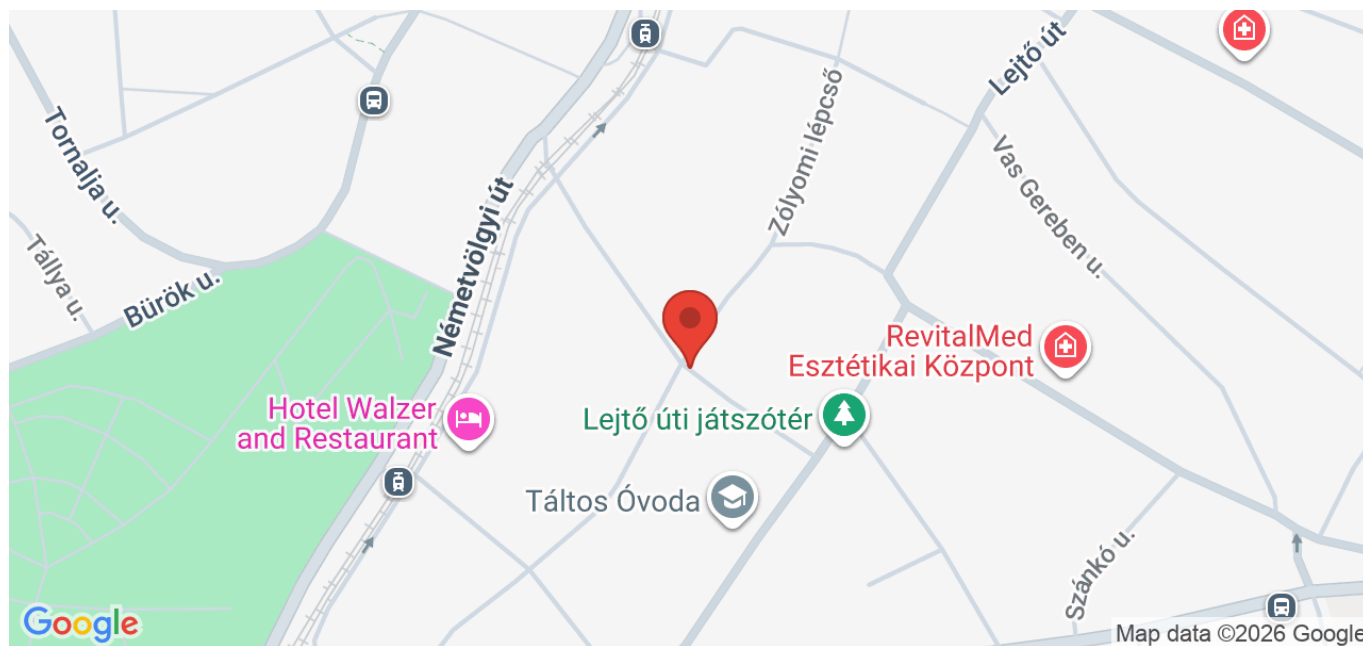 Lejtő út
Tornalja u.
Zólyomi lépcső
Vas Gereben u.
Tállya u.
Bürök u.
Németvölgyi út
RevitalMed
Esztétikai Központ
Hotel Walzer
and Restaurant
Lejtő úti játszótér
Táltos Óvoda
Szánkó u.
Google
Map data ©2026 Google